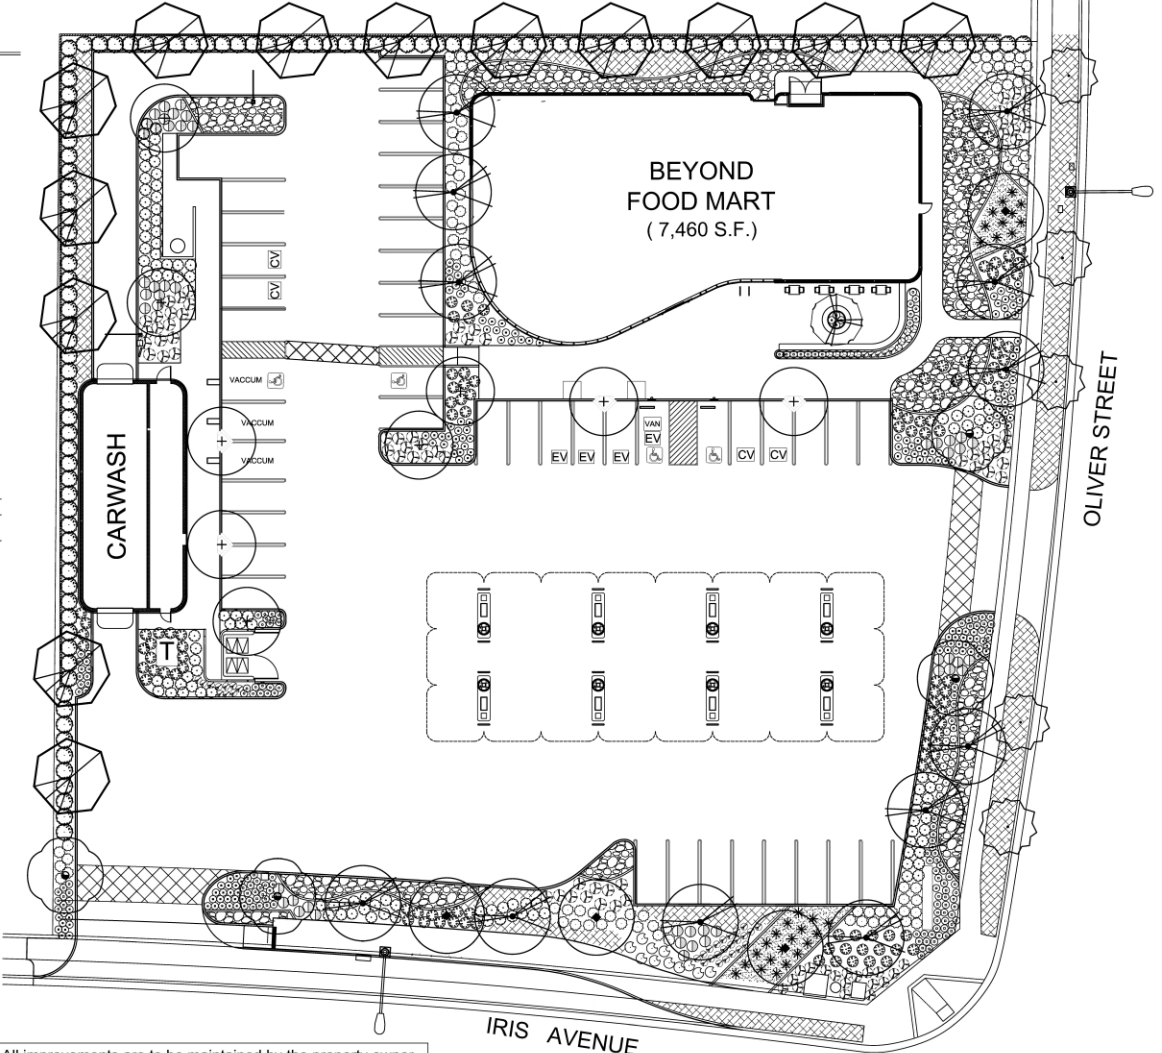 BEYOND
FOOD MART
( 7,460 S.F.)
CV
CV
VACCUM
VACCUM
VACCUM
CARWASH
VAN
EV
EV
EV
EV
CV
CV
OLIVER STREET
T
IRIS AVENUE
All improvements are to be maintained by the property owner